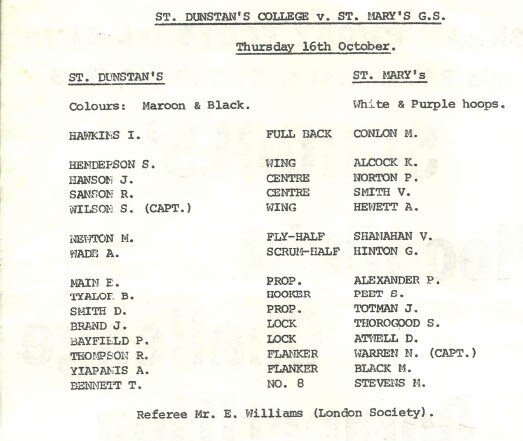 ST. DUNSTAN'S COLLEGE v. ST. MARY'S G.S.
Thursday 16th October.
ST. DUNSTAN'S ST. MARY's
Colours: Maroon & Black. White & Purple hoops.
HAWKINS I. FULL BACK CONLON M.
HENDERSON S. WING ALCOCK K.
HANSON J. CENTRE NORTON P.
SANSON R. CENTRE SMITH V.
WILSON S. (CAPT.) WING HEWETT A.
NEWTON M. FLY-HALF SHANAHAN V.
WADE A. SCRUM-HALF HINTON G.
MAIN E. PROP. ALEXANDER P.
TYALOF B. HOOKER PEET S.
SMITH D. PROP. TOTMAN J.
BRAND J. LOCK THOROGOOD S.
BAYFIELD P. LOCK ATWELL D.
THOMPSON R. FLANKER WARREN N. (CAPT.)
YIAPANIS A. FLANKER BLACK M.
BENNETT T. NO. 8 STEVENS M.
Referee Mr. E. Williams (London Society).